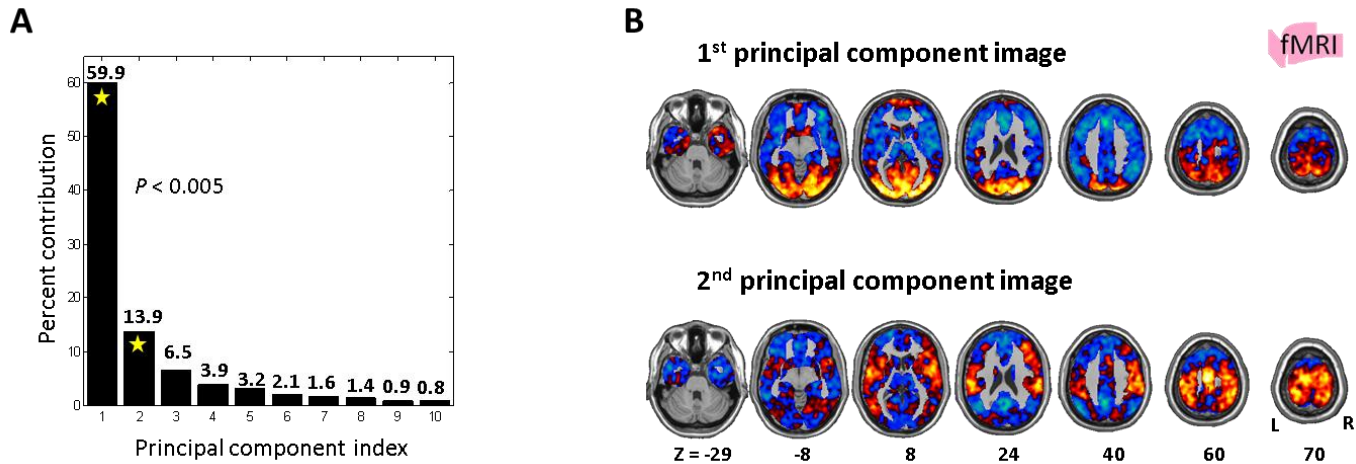 A
Percent contribution
60
50
40
30
20
10
0
59.9
13.9
6.5
3.9
3.2
2.1
1.6
1.4
0.9
0.8
P < 0.005
1 2 3 4 5 6 7 8 9 10
Principal component index
B
fMRI
1st principal component image
2nd principal component image
L R
Z = -29 -8 8 24 40 60 70